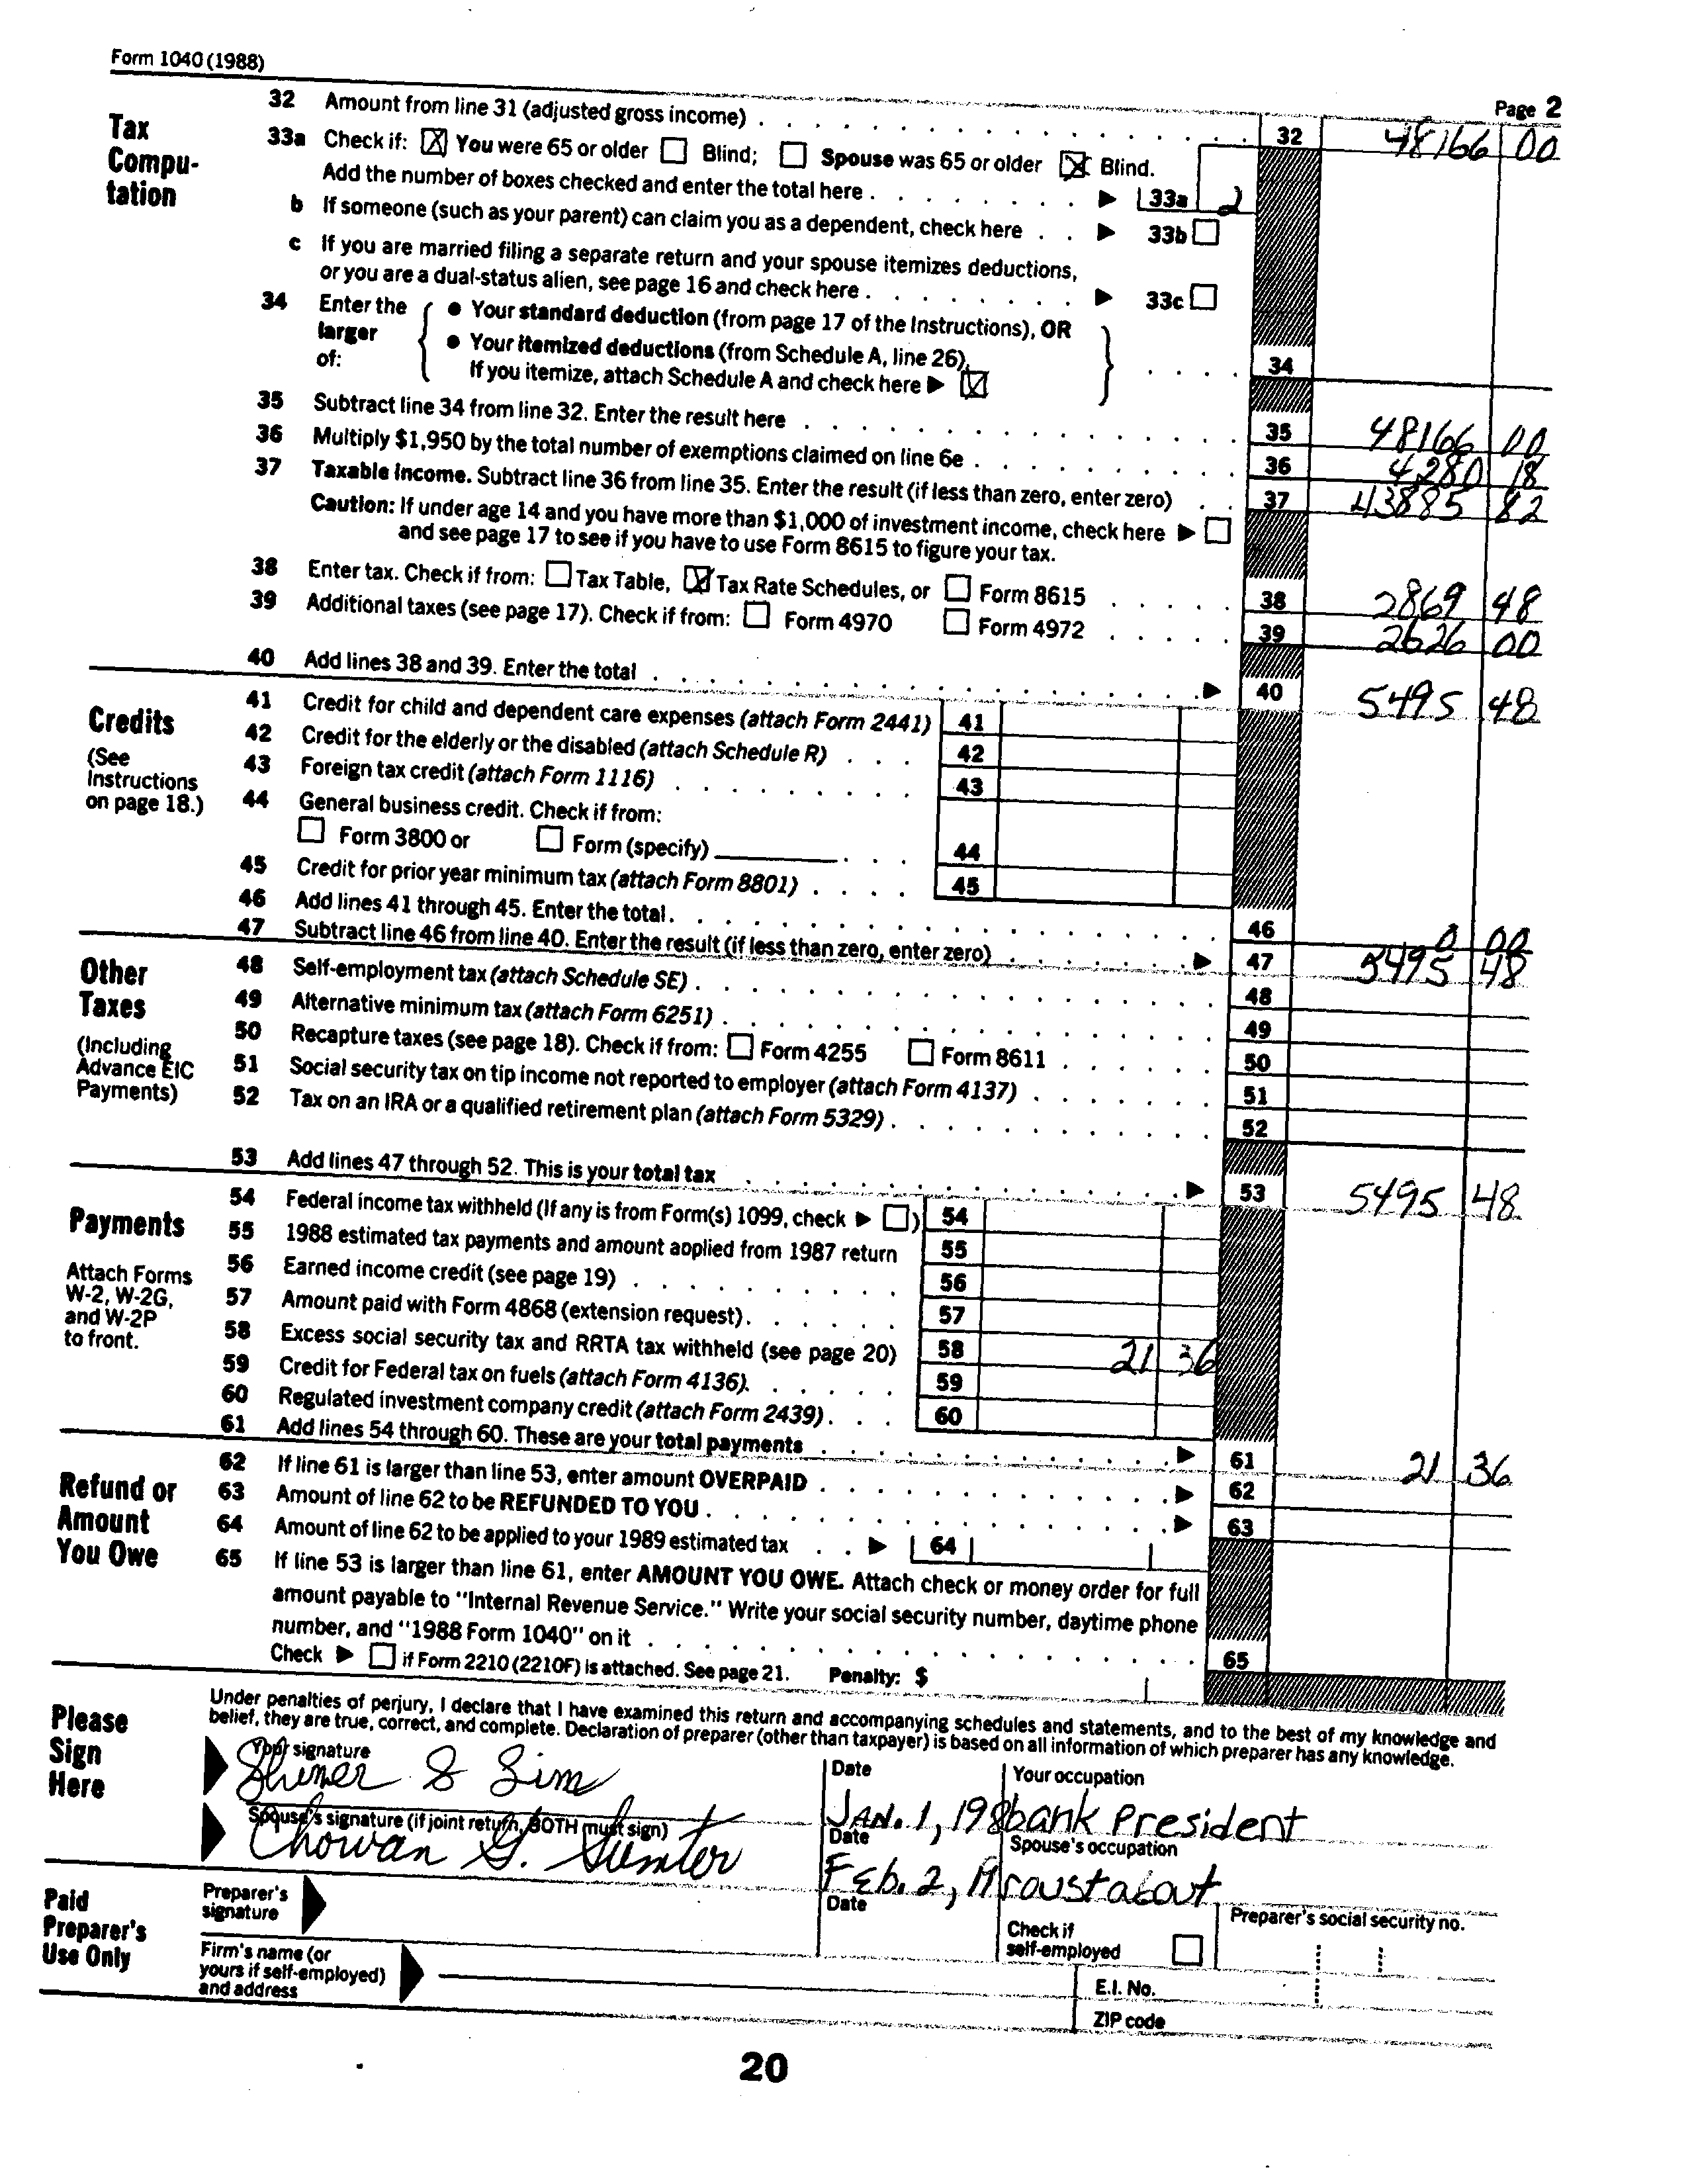 Form 1040 (1988)
Page 2
Tax Compu-tation
32 Amount from line 31 (adjusted gross income) 32 48166 00
33a Check if: [X] You were 65 or older [ ] Blind; [ ] Spouse was 65 or older [X] Blind.
Add the number of boxes checked and enter the total here 33a 2
b If someone (such as your parent) can claim you as a dependent, check here 33b
c If you are married filing a separate return and your spouse itemizes deductions,
or you are a dual-status alien, see page 16 and check here 33c
34 Enter the larger of:
● Your standard deduction (from page 17 of the Instructions), OR
● Your itemized deductions (from Schedule A, line 26).
If you itemize, attach Schedule A and check here ▶ [X] 34
35 Subtract line 34 from line 32. Enter the result here 35 48166 00
36 Multiply $1,950 by the total number of exemptions claimed on line 6e 36 4280 18
37 Taxable income. Subtract line 36 from line 35. Enter the result (if less than zero, enter zero) 37 43885 82
Caution: If under age 14 and you have more than $1,000 of investment income, check here ▶
and see page 17 to see if you have to use Form 8615 to figure your tax.
38 Enter tax. Check if from: [ ] Tax Table, [X] Tax Rate Schedules, or [ ] Form 8615 38 2869 48
39 Additional taxes (see page 17). Check if from: [ ] Form 4970 [ ] Form 4972 39 2626 00
40 Add lines 38 and 39. Enter the total 40 5495 48
Credits
(See Instructions on page 18.)
41 Credit for child and dependent care expenses (attach Form 2441) 41
42 Credit for the elderly or the disabled (attach Schedule R) 42
43 Foreign tax credit (attach Form 1116) 43
44 General business credit. Check if from:
[ ] Form 3800 or [ ] Form (specify) 44
45 Credit for prior year minimum tax (attach Form 8801) 45
46 Add lines 41 through 45. Enter the total 46 0 00
47 Subtract line 46 from line 40. Enter the result (if less than zero, enter zero) 47 5495 48
Other Taxes
(Including Advance EIC Payments)
48 Self-employment tax (attach Schedule SE) 48
49 Alternative minimum tax (attach Form 6251) 49
50 Recapture taxes (see page 18). Check if from: [ ] Form 4255 [ ] Form 8611 50
51 Social security tax on tip income not reported to employer (attach Form 4137) 51
52 Tax on an IRA or a qualified retirement plan (attach Form 5329) 52
53 Add lines 47 through 52. This is your total tax 53 5495 48
Payments
Attach Forms W-2, W-2G, and W-2P to front.
54 Federal income tax withheld (If any is from Form(s) 1099, check ▶ [ ]) 54
55 1988 estimated tax payments and amount applied from 1987 return 55
56 Earned income credit (see page 19) 56
57 Amount paid with Form 4868 (extension request) 57
58 Excess social security tax and RRTA tax withheld (see page 20) 58 21 36
59 Credit for Federal tax on fuels (attach Form 4136) 59
60 Regulated investment company credit (attach Form 2439) 60
61 Add lines 54 through 60. These are your total payments 61 21 36
Refund or Amount You Owe
62 If line 61 is larger than line 53, enter amount OVERPAID 62
63 Amount of line 62 to be REFUNDED TO YOU 63
64 Amount of line 62 to be applied to your 1989 estimated tax 64
65 If line 53 is larger than line 61, enter AMOUNT YOU OWE. Attach check or money order for full
amount payable to "Internal Revenue Service." Write your social security number, daytime phone
number, and "1988 Form 1040" on it 65
Check ▶ [ ] if Form 2210 (2210F) is attached. See page 21. Penalty: $
Please Sign Here
Under penalties of perjury, I declare that I have examined this return and accompanying schedules and statements, and to the best of my knowledge and
belief, they are true, correct, and complete. Declaration of preparer (other than taxpayer) is based on all information of which preparer has any knowledge.
Your signature Date Your occupation
Shimer S Sim JAN. 1, 198 bank President
Spouse's signature (if joint return, BOTH must sign) Date Spouse's occupation
Chowan G. Sumter Feb. 2, roustabout
Paid Preparer's Use Only
Preparer's signature Date Check if self-employed Preparer's social security no.
Firm's name (or yours if self-employed) and address
E.I. No.
ZIP code
20